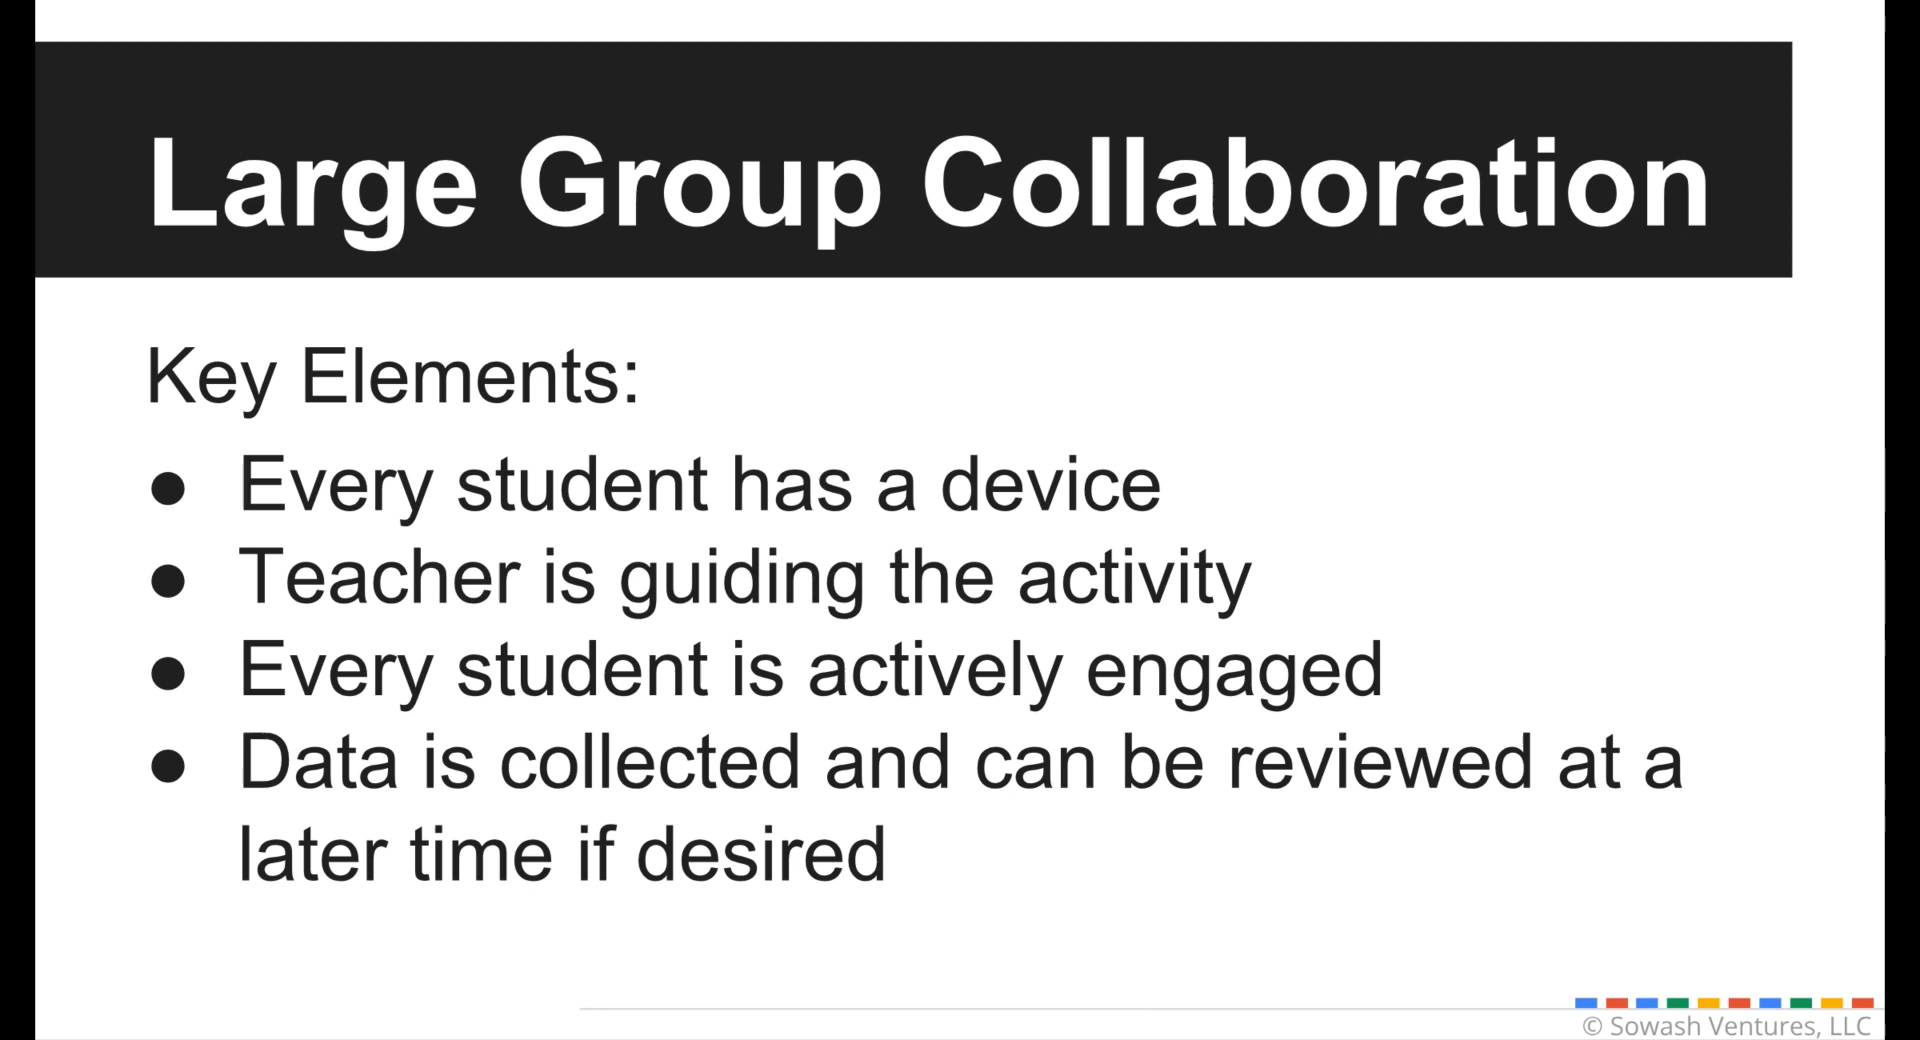 Large Group Collaboration
Key Elements:
● Every student has a device
● Teacher is guiding the activity
● Every student is actively engaged
● Data is collected and can be reviewed at a
later time if desired
© Sowash Ventures, LLC